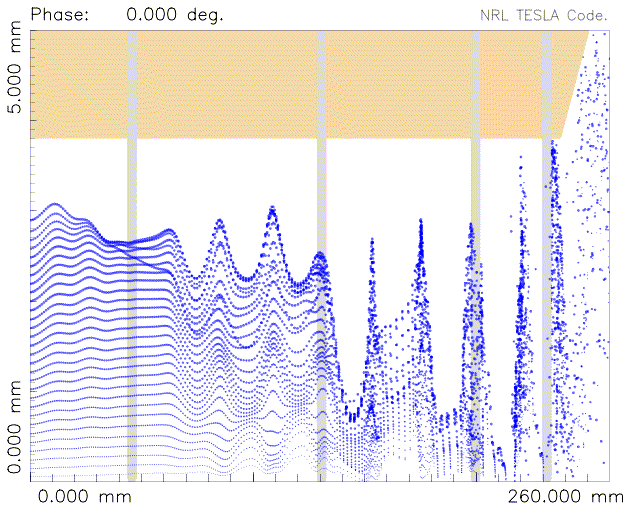 Phase: 0.000 deg.
NRL TESLA Code.
5.000 mm
0.000 mm
0.000 mm
260.000 mm